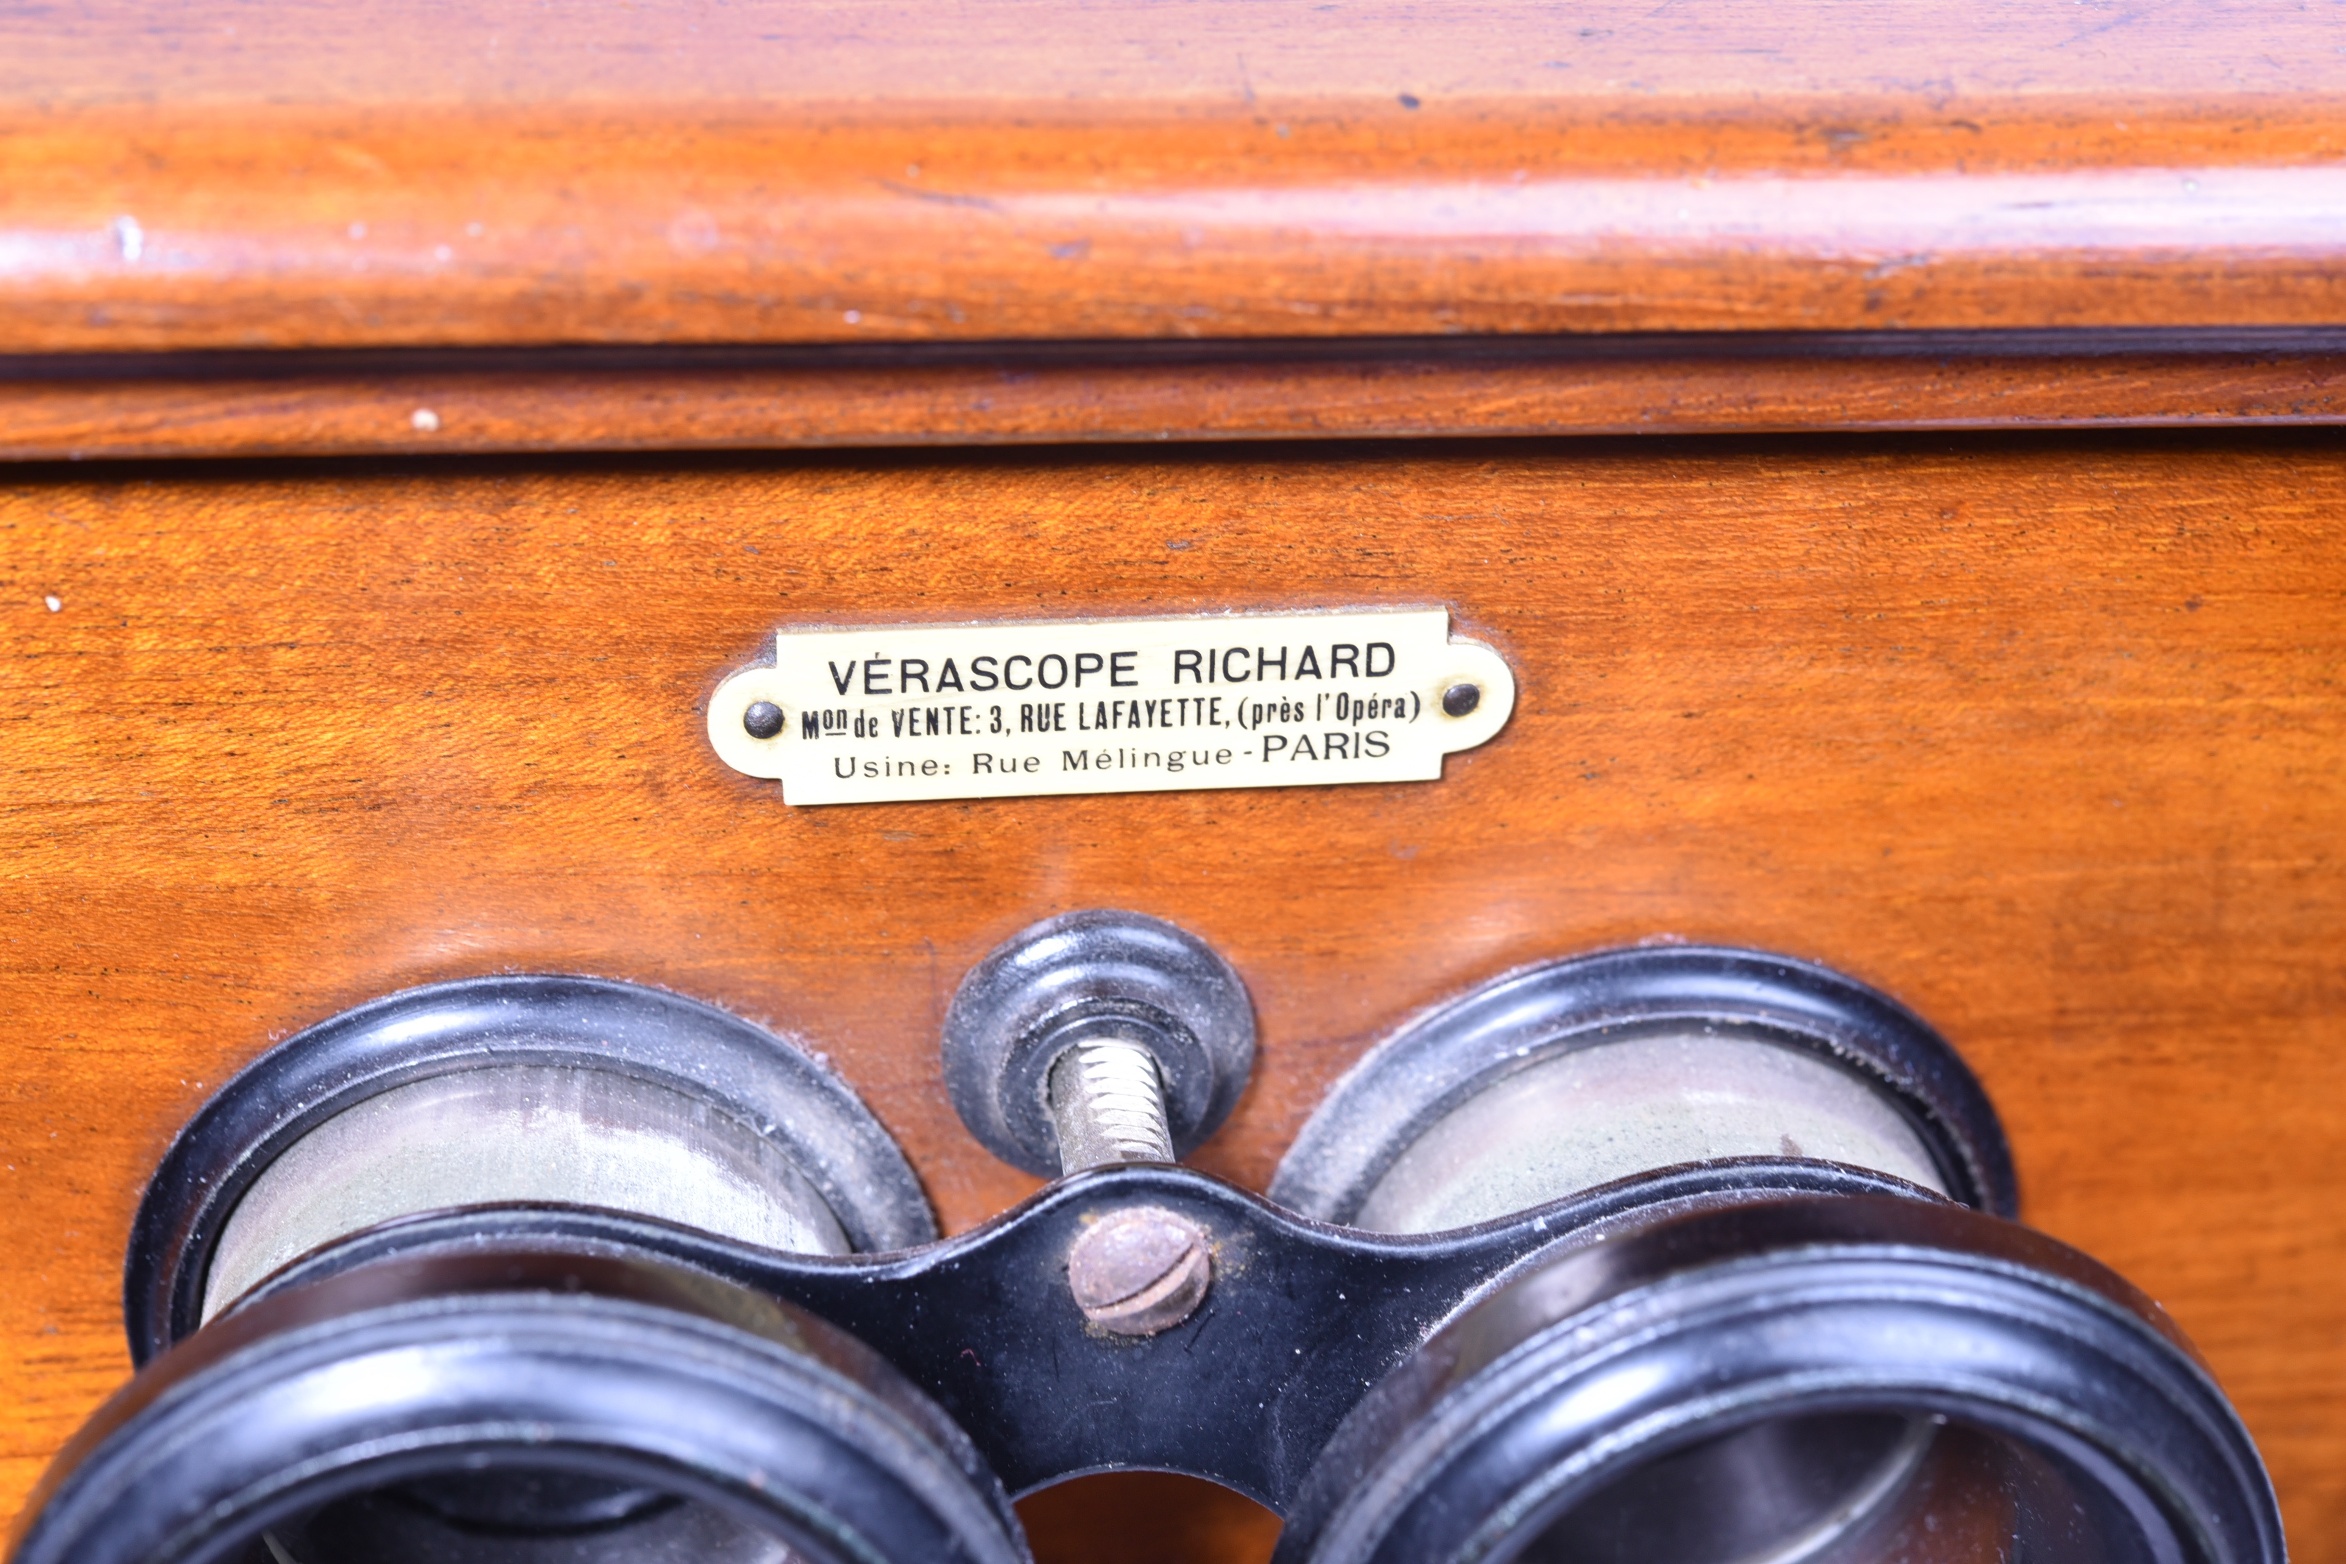 VÉRASCOPE RICHARD
Mon de VENTE: 3, RUE LAFAYETTE, (près l'Opéra)
Usine: Rue Mélingue - PARIS